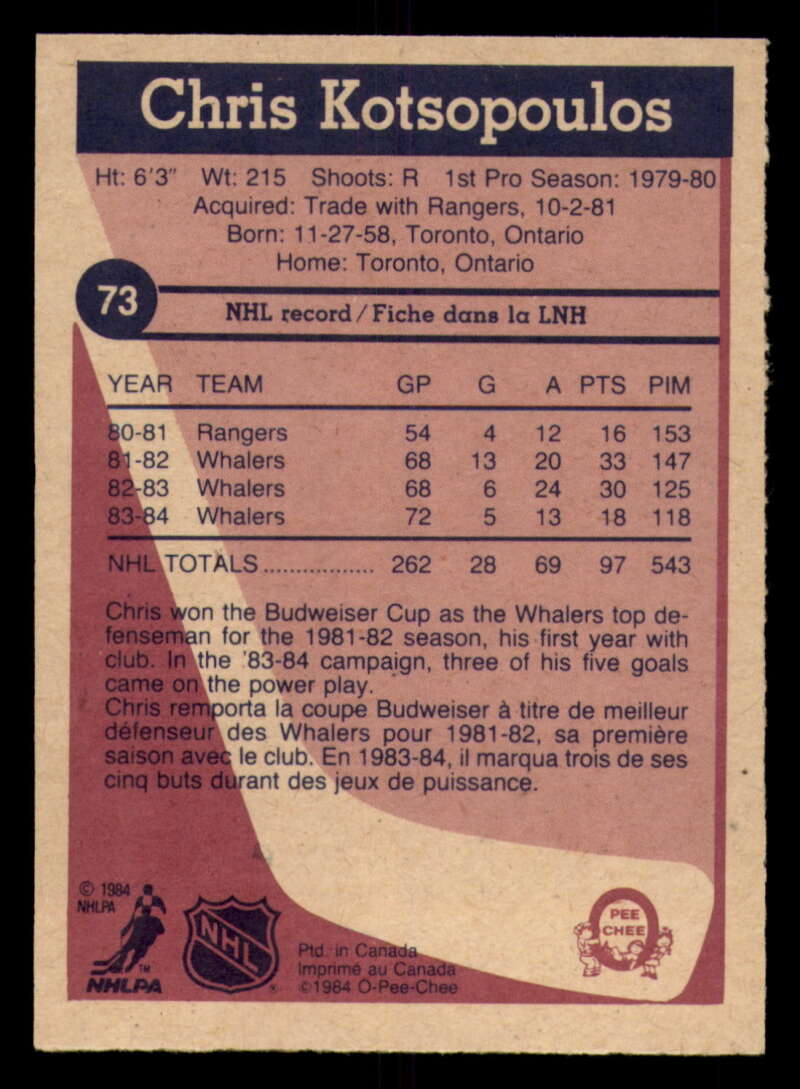 Chris Kotsopoulos
Ht: 6'3" Wt: 215 Shoots: R 1st Pro Season: 1979-80
Acquired: Trade with Rangers, 10-2-81
Born: 11-27-58, Toronto, Ontario
Home: Toronto, Ontario
73
NHL record / Fiche dans la LNH
YEAR TEAM GP G A PTS PIM
80-81 Rangers 54 4 12 16 153
81-82 Whalers 68 13 20 33 147
82-83 Whalers 68 6 24 30 125
83-84 Whalers 72 5 13 18 118
NHL TOTALS................. 262 28 69 97 543
Chris won the Budweiser Cup as the Whalers top de-
fenseman for the 1981-82 season, his first year with
club. In the '83-84 campaign, three of his five goals
came on the power play.
Chris remporta la coupe Budweiser à titre de meilleur
défenseur des Whalers pour 1981-82, sa première
saison avec le club. En 1983-84, il marqua trois de ses
cinq buts durant des jeux de puissance.
© 1984
NHLPA
TM
NHLPA
NHL
Ptd. in Canada
Imprimé au Canada
©1984 O-Pee-Chee
PEE
CHEE